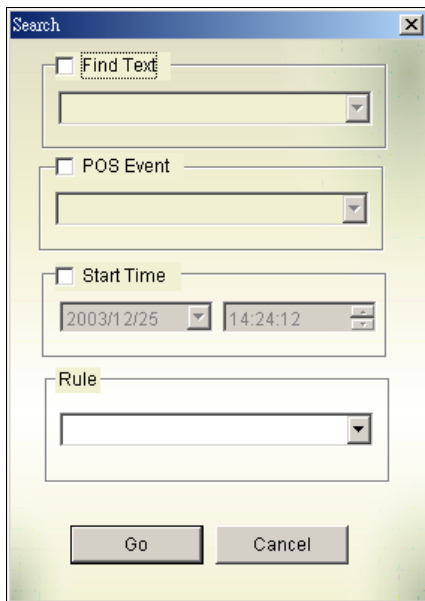 Search
Find Text
POS Event
Start Time
2003/12/25 14:24:12
Rule
Go Cancel